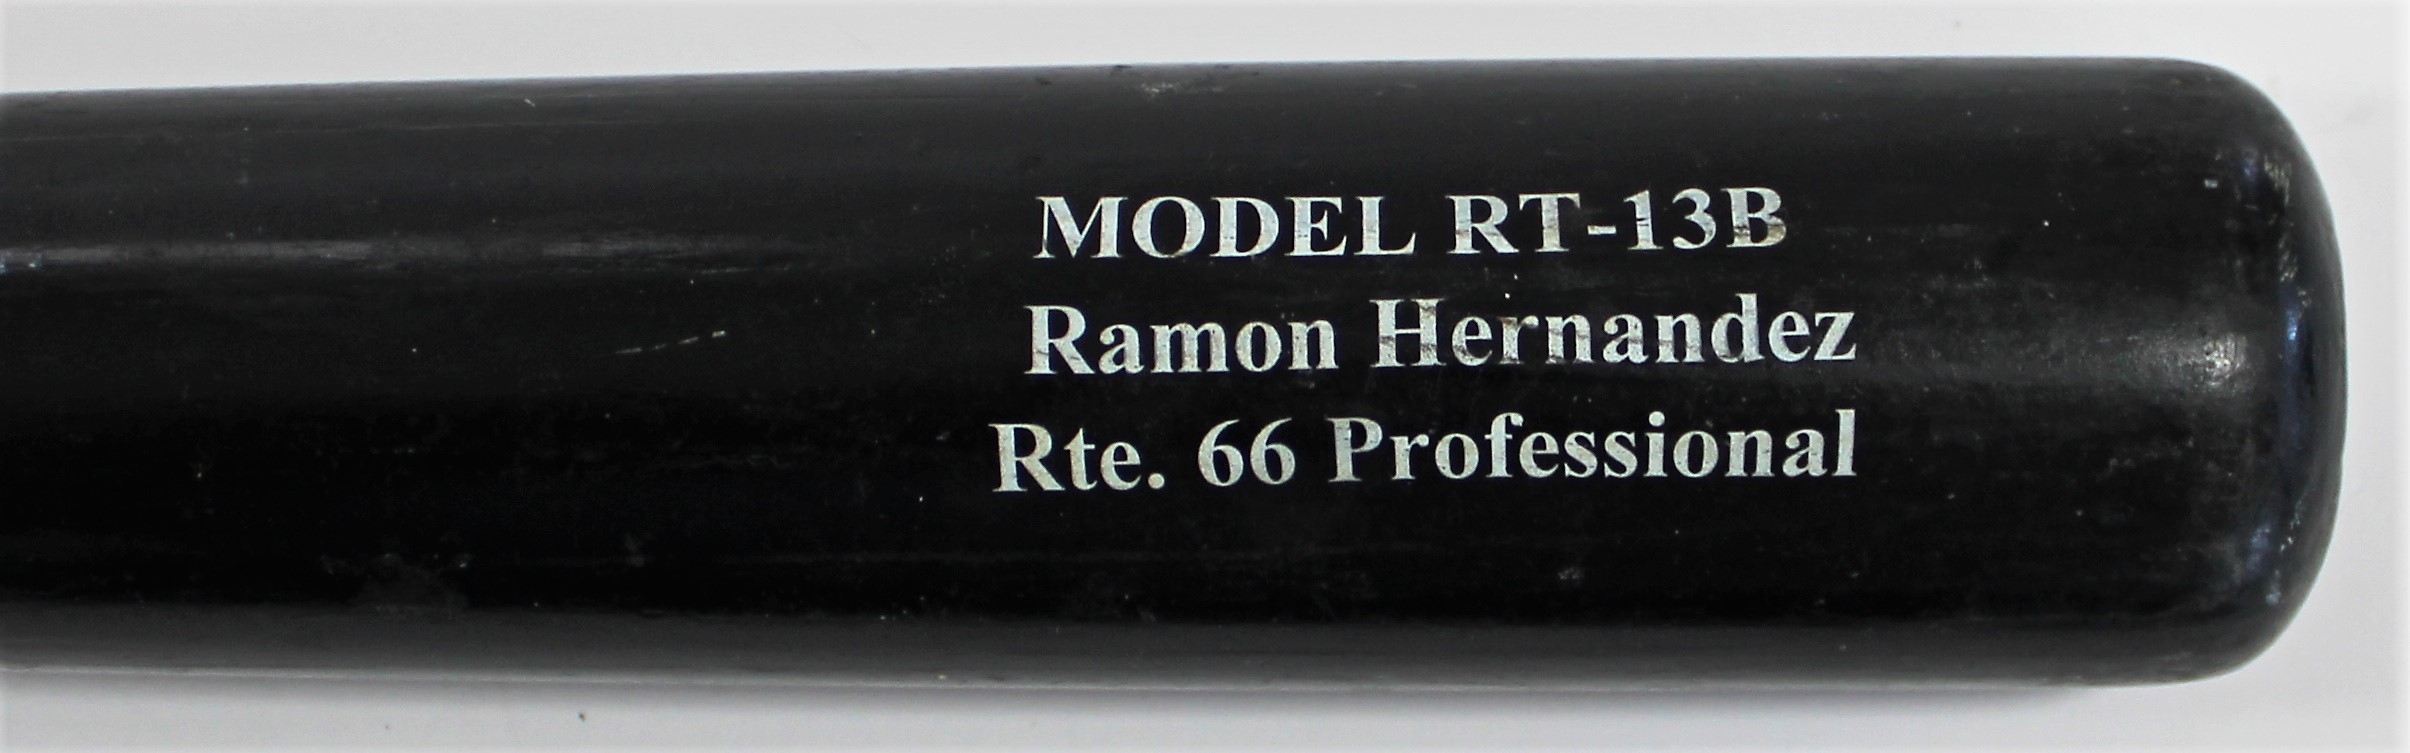 MODEL RT-13B
Ramon Hernandez
Rte. 66 Professional